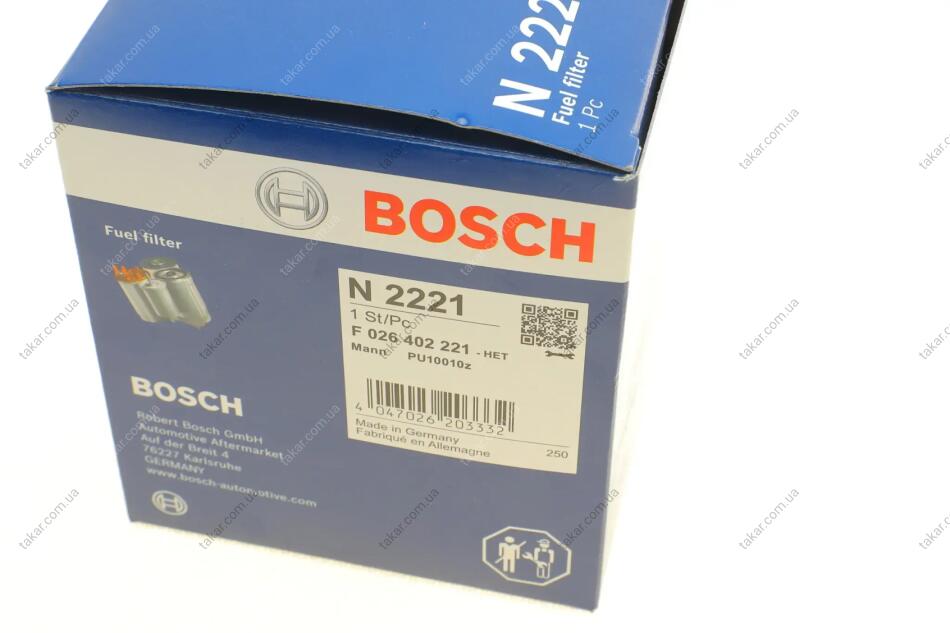 N 222
Fuel filter
1 Pc
BOSCH
Fuel filter
N 2221
1 St/Pc
F 026 402 221 - HET
Mann PU10010z
4 047026 203332
Made in Germany
Fabriqué en Allemagne
250
BOSCH
Robert Bosch GmbH
Automotive Aftermarket
Auf der Breit 4
76227 Karlsruhe
GERMANY
www.bosch-automotive.com
takar.com.ua